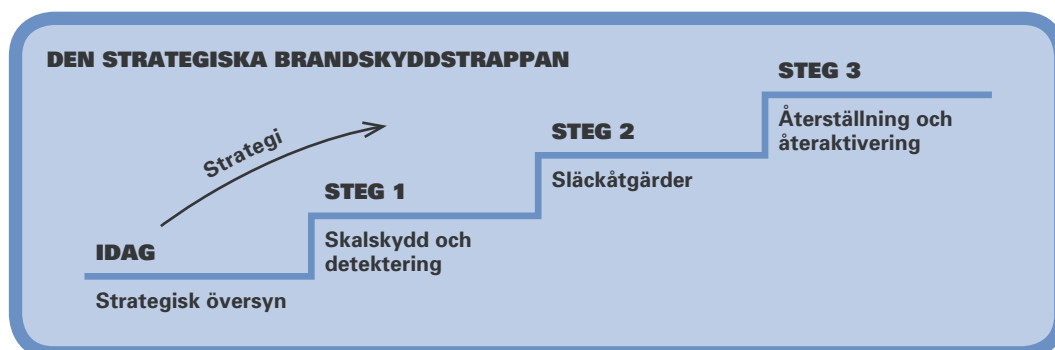 DEN STRATEGISKA BRANDSKYDDSTRAPPAN
Strategi
IDAG
Strategisk översyn
STEG 1
Skalskydd och
detektering
STEG 2
Släckåtgärder
STEG 3
Återställning och
återaktivering